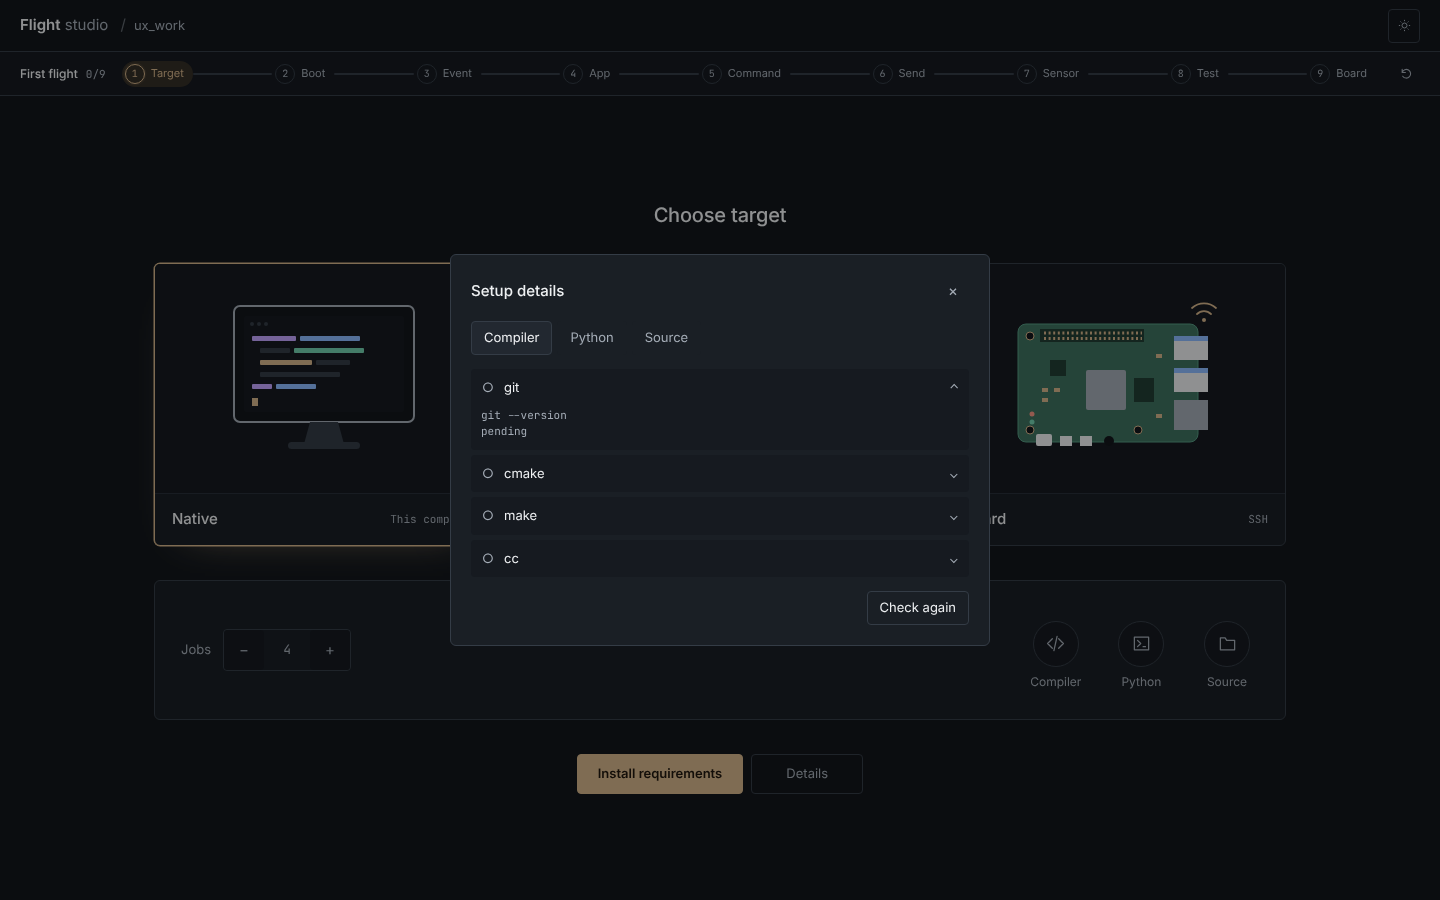 Flight studio / ux_work
First flight 0/9 1 Target 2 Boot 3 Event 4 App 5 Command 6 Send 7 Sensor 8 Test 9 Board
Choose target
Setup details ×
Compiler Python Source
git
git --version
pending
cmake
make
cc
Check again
Native This comp
rd SSH
Jobs − 4 +
Compiler Python Source
Install requirements Details